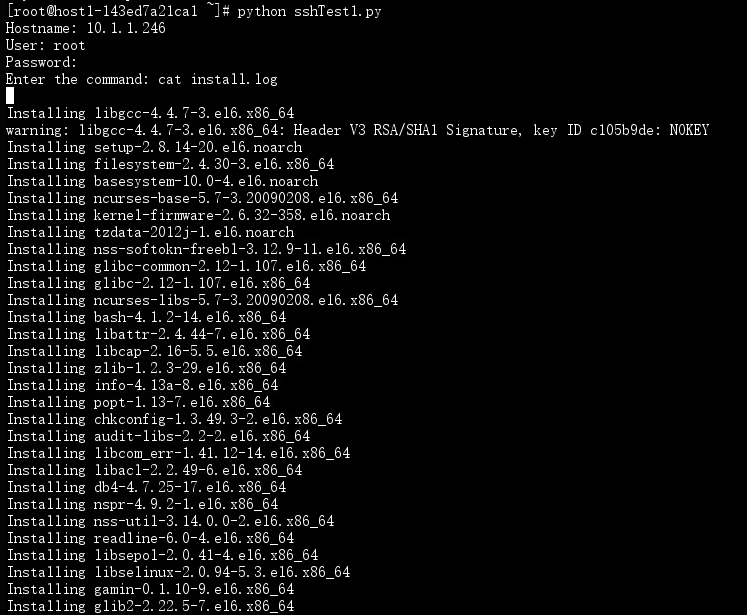 [root@host1-143ed7a21ca1 ~]# python sshTest1.py
Hostname: 10.1.1.246
User: root
Password:
Enter the command: cat install.log
Installing libgcc-4.4.7-3.el6.x86_64
warning: libgcc-4.4.7-3.el6.x86_64: Header V3 RSA/SHA1 Signature, key ID c105b9de: NOKEY
Installing setup-2.8.14-20.el6.noarch
Installing filesystem-2.4.30-3.el6.x86_64
Installing basesystem-10.0-4.el6.noarch
Installing ncurses-base-5.7-3.20090208.el6.x86_64
Installing kernel-firmware-2.6.32-358.el6.noarch
Installing tzdata-2012j-1.el6.noarch
Installing nss-softokn-freebl-3.12.9-11.el6.x86_64
Installing glibc-common-2.12-1.107.el6.x86_64
Installing glibc-2.12-1.107.el6.x86_64
Installing ncurses-libs-5.7-3.20090208.el6.x86_64
Installing bash-4.1.2-14.el6.x86_64
Installing libattr-2.4.44-7.el6.x86_64
Installing libcap-2.16-5.5.el6.x86_64
Installing zlib-1.2.3-29.el6.x86_64
Installing info-4.13a-8.el6.x86_64
Installing popt-1.13-7.el6.x86_64
Installing chkconfig-1.3.49.3-2.el6.x86_64
Installing audit-libs-2.2-2.el6.x86_64
Installing libcom_err-1.41.12-14.el6.x86_64
Installing libacl-2.2.49-6.el6.x86_64
Installing db4-4.7.25-17.el6.x86_64
Installing nspr-4.9.2-1.el6.x86_64
Installing nss-util-3.14.0.0-2.el6.x86_64
Installing readline-6.0-4.el6.x86_64
Installing libsepol-2.0.41-4.el6.x86_64
Installing libselinux-2.0.94-5.3.el6.x86_64
Installing gamin-0.1.10-9.el6.x86_64
Installing glib2-2.22.5-7.el6.x86_64